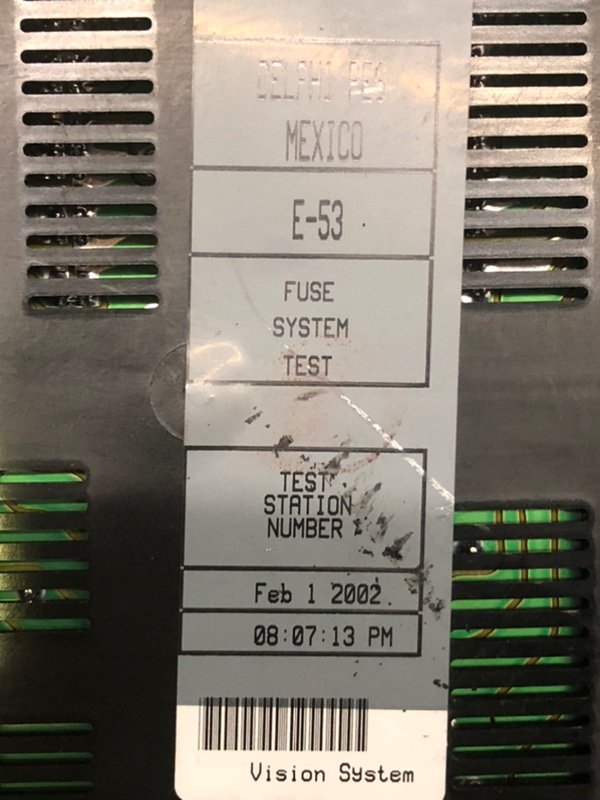 DELPHI PES
MEXICO
E-53
FUSE
SYSTEM
TEST
TEST
STATION
NUMBER 1
Feb 1 2002
08:07:13 PM
Vision System